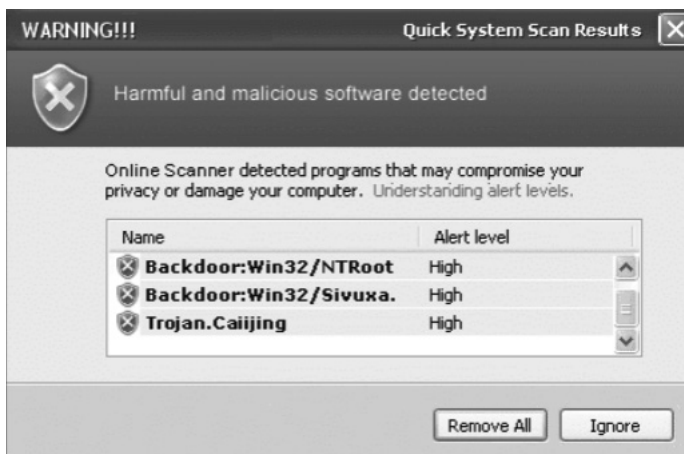 WARNING!!! Quick System Scan Results
Harmful and malicious software detected
Online Scanner detected programs that may compromise your
privacy or damage your computer. Understanding alert levels.
Name Alert level
Backdoor:Win32/NTRoot High
Backdoor:Win32/Sivuxa. High
Trojan.Caiijing High
Remove All Ignore